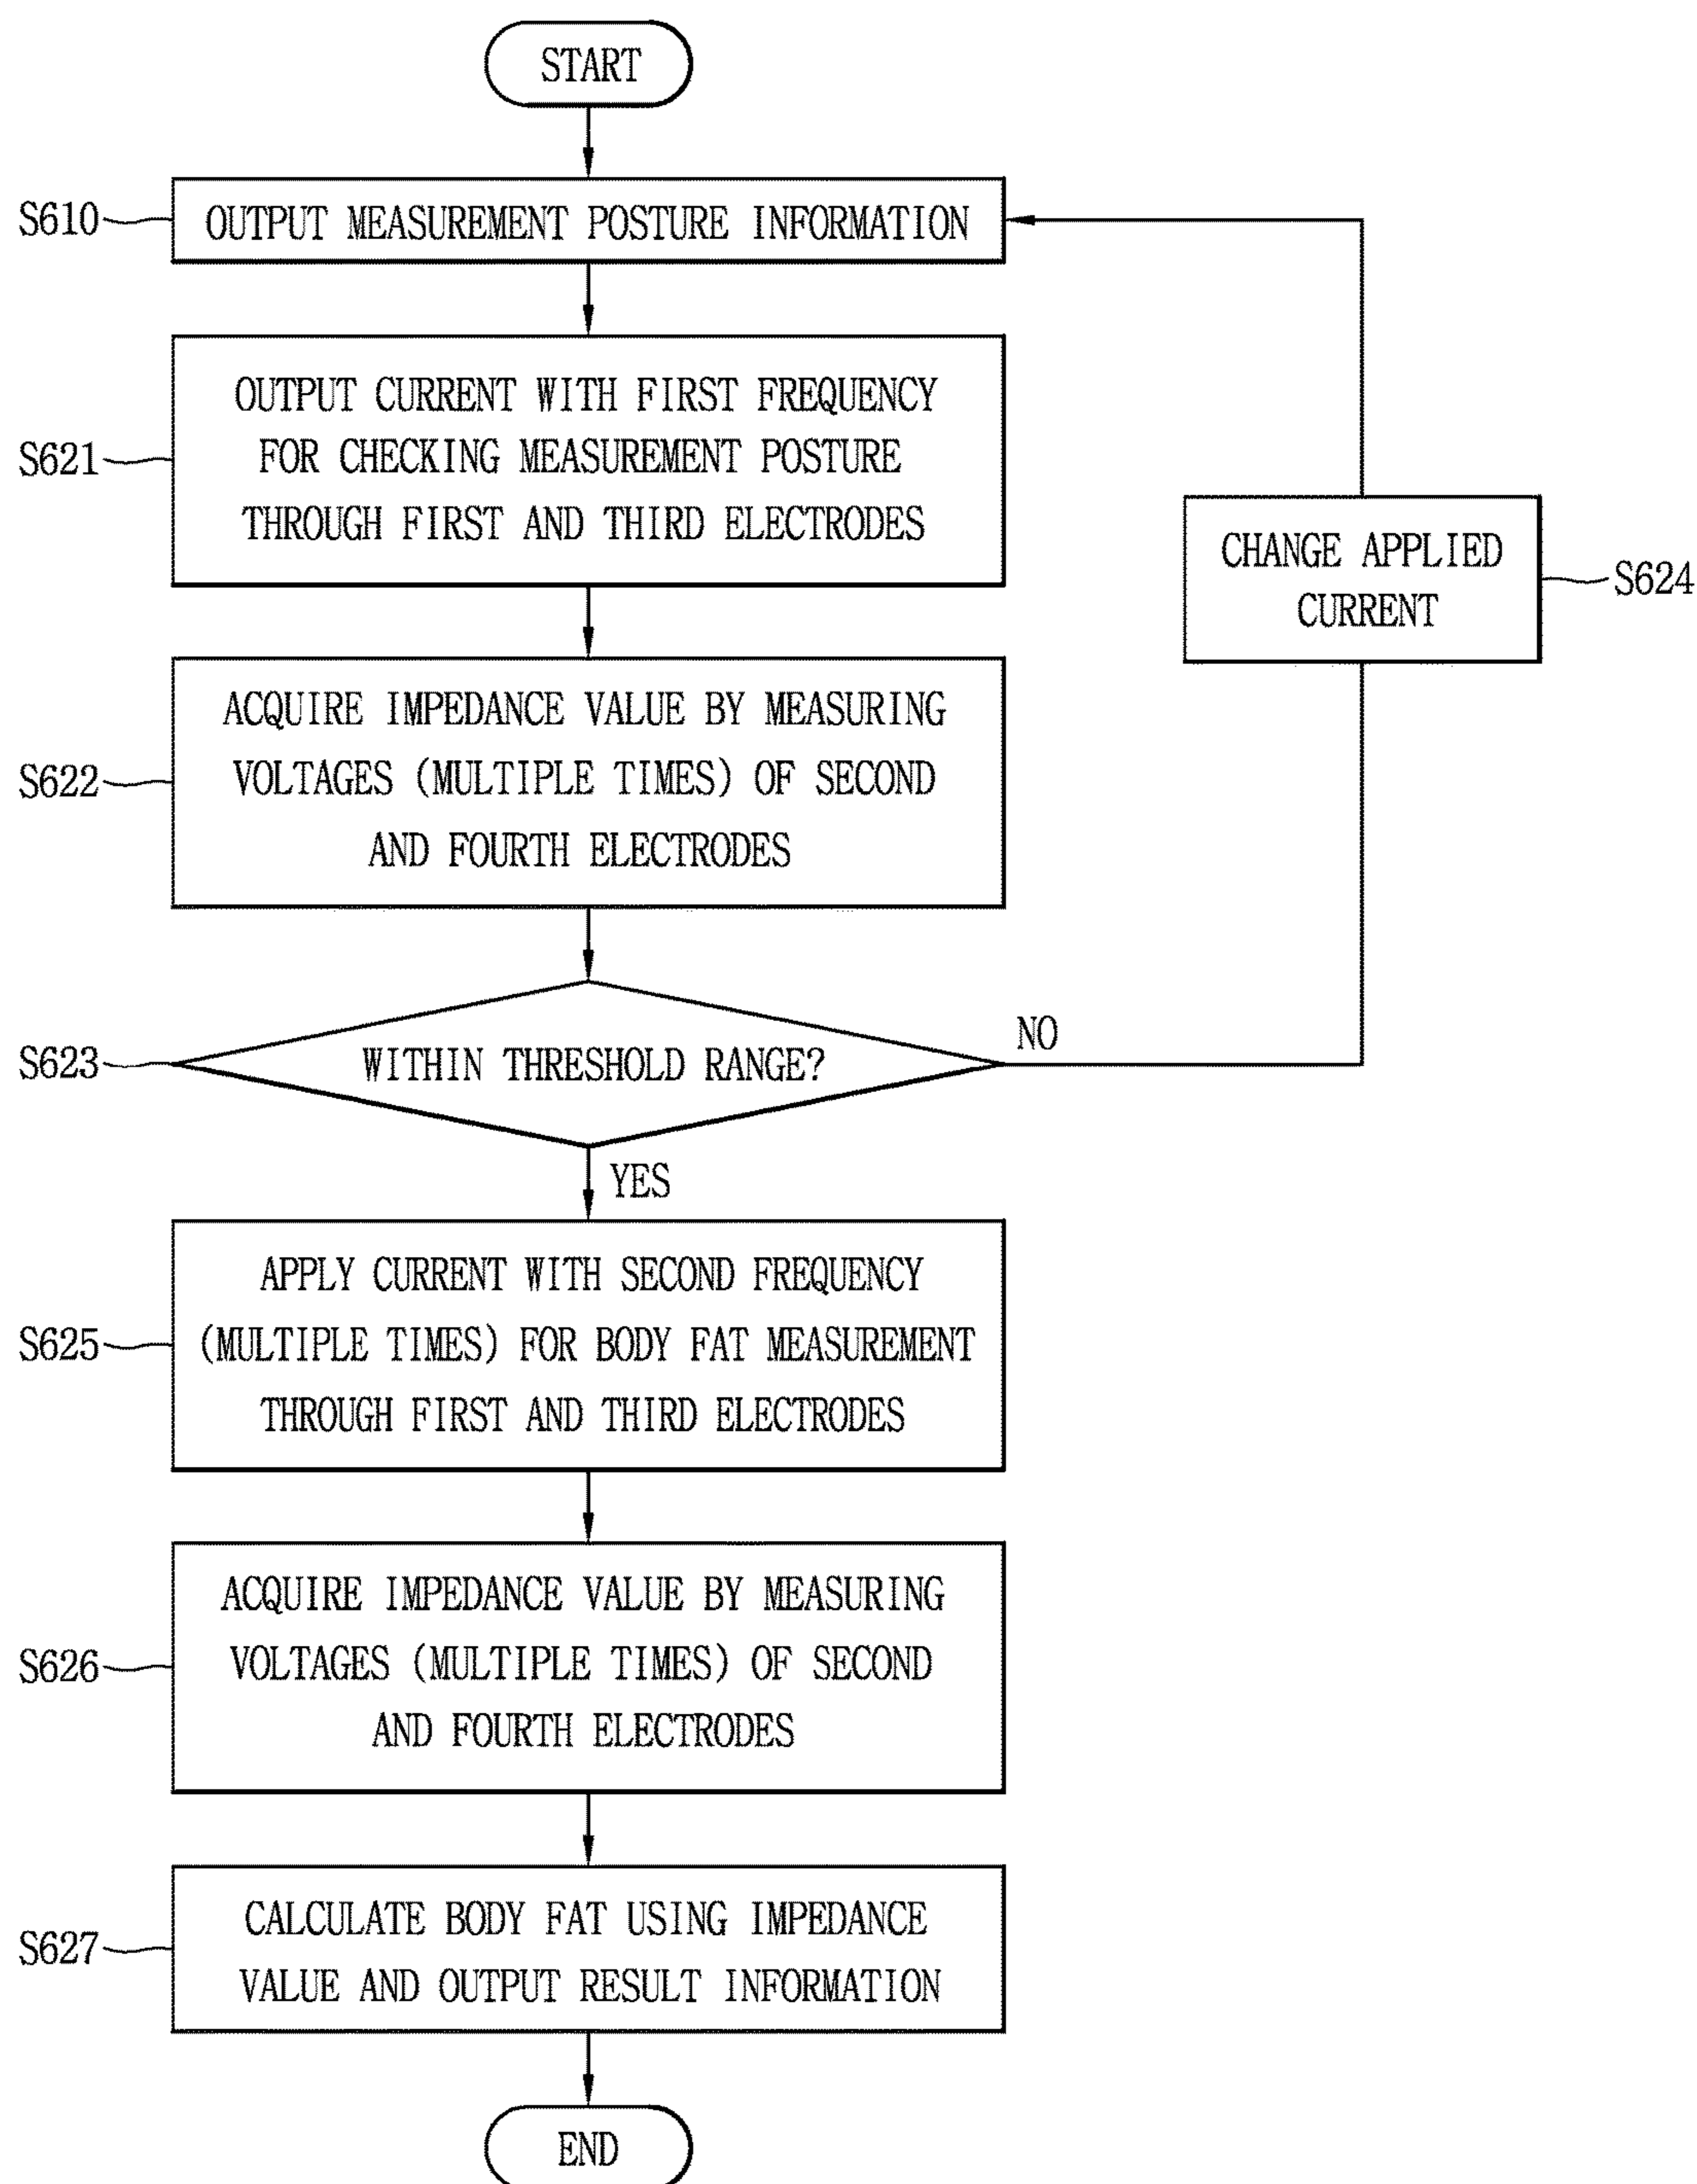 START
S610
OUTPUT MEASUREMENT POSTURE INFORMATION
S621
OUTPUT CURRENT WITH FIRST FREQUENCY
FOR CHECKING MEASUREMENT POSTURE
THROUGH FIRST AND THIRD ELECTRODES
CHANGE APPLIED
CURRENT
S624
S622
ACQUIRE IMPEDANCE VALUE BY MEASURING
VOLTAGES (MULTIPLE TIMES) OF SECOND
AND FOURTH ELECTRODES
S623
WITHIN THRESHOLD RANGE?
NO
YES
S625
APPLY CURRENT WITH SECOND FREQUENCY
(MULTIPLE TIMES) FOR BODY FAT MEASUREMENT
THROUGH FIRST AND THIRD ELECTRODES
S626
ACQUIRE IMPEDANCE VALUE BY MEASURING
VOLTAGES (MULTIPLE TIMES) OF SECOND
AND FOURTH ELECTRODES
S627
CALCULATE BODY FAT USING IMPEDANCE
VALUE AND OUTPUT RESULT INFORMATION
END